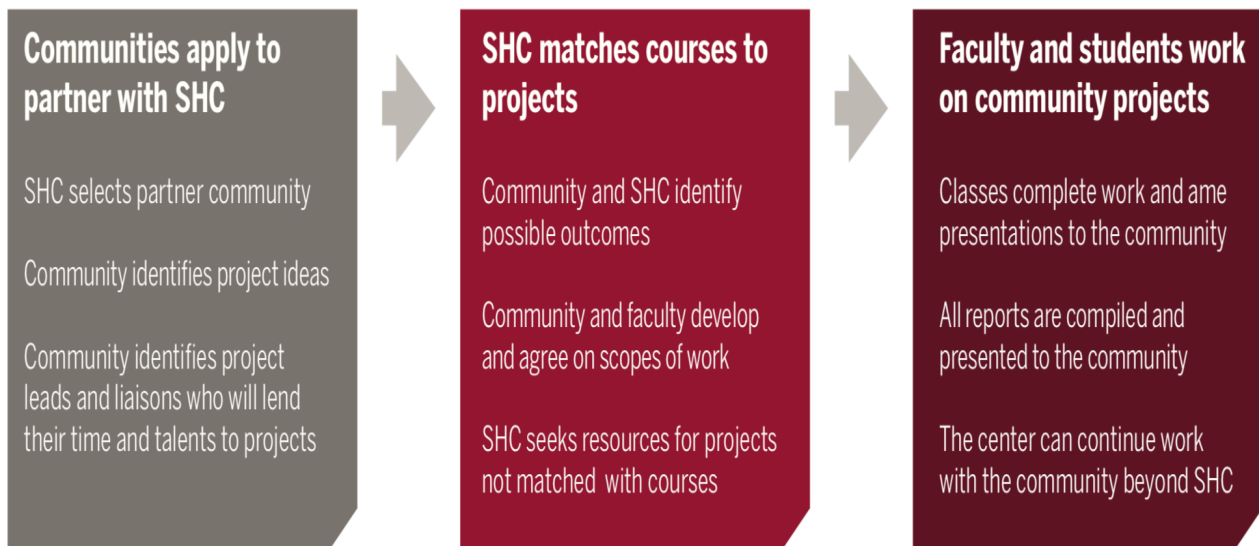 Communities apply to
partner with SHC
SHC selects partner community
Community identifies project ideas
Community identifies project
leads and liaisons who will lend
their time and talents to projects
SHC matches courses to
projects
Community and SHC identify
possible outcomes
Community and faculty develop
and agree on scopes of work
SHC seeks resources for projects
not matched with courses
Faculty and students work
on community projects
Classes complete work and ame
presentations to the community
All reports are compiled and
presented to the community
The center can continue work
with the community beyond SHC